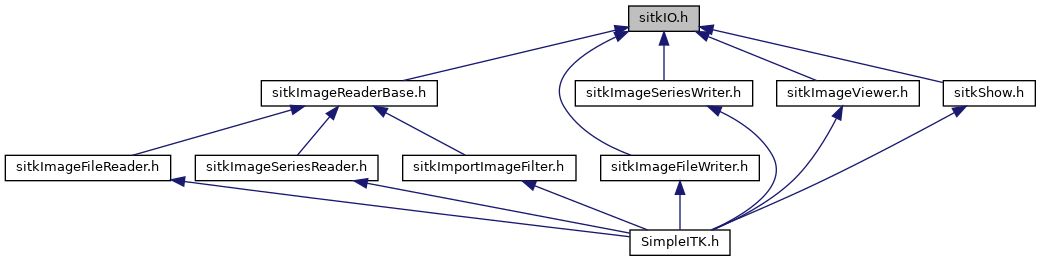 sitkIO.h
sitkImageReaderBase.h
sitkImageSeriesWriter.h
sitkImageViewer.h
sitkShow.h
sitkImageFileReader.h
sitkImageSeriesReader.h
sitkImportImageFilter.h
sitkImageFileWriter.h
SimpleITK.h